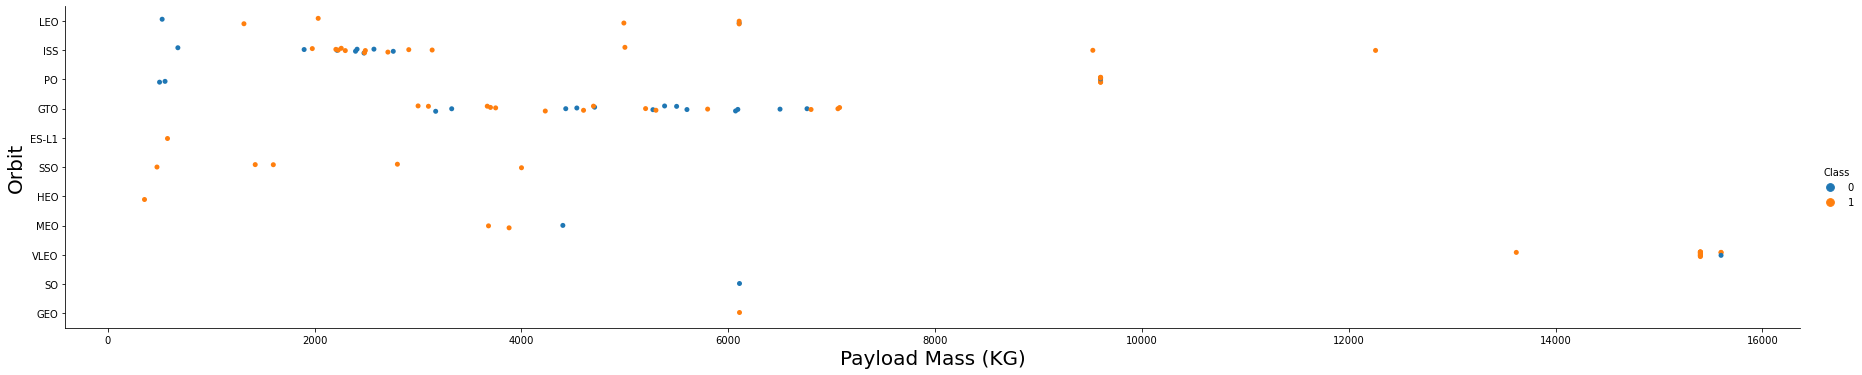 LEO
ISS
PO
GTO
ES-L1
SSO
HEO
MEO
VLEO
SO
GEO
Orbit
0 2000 4000 6000 8000 10000 12000 14000 16000
Payload Mass (KG)
Class
0
1